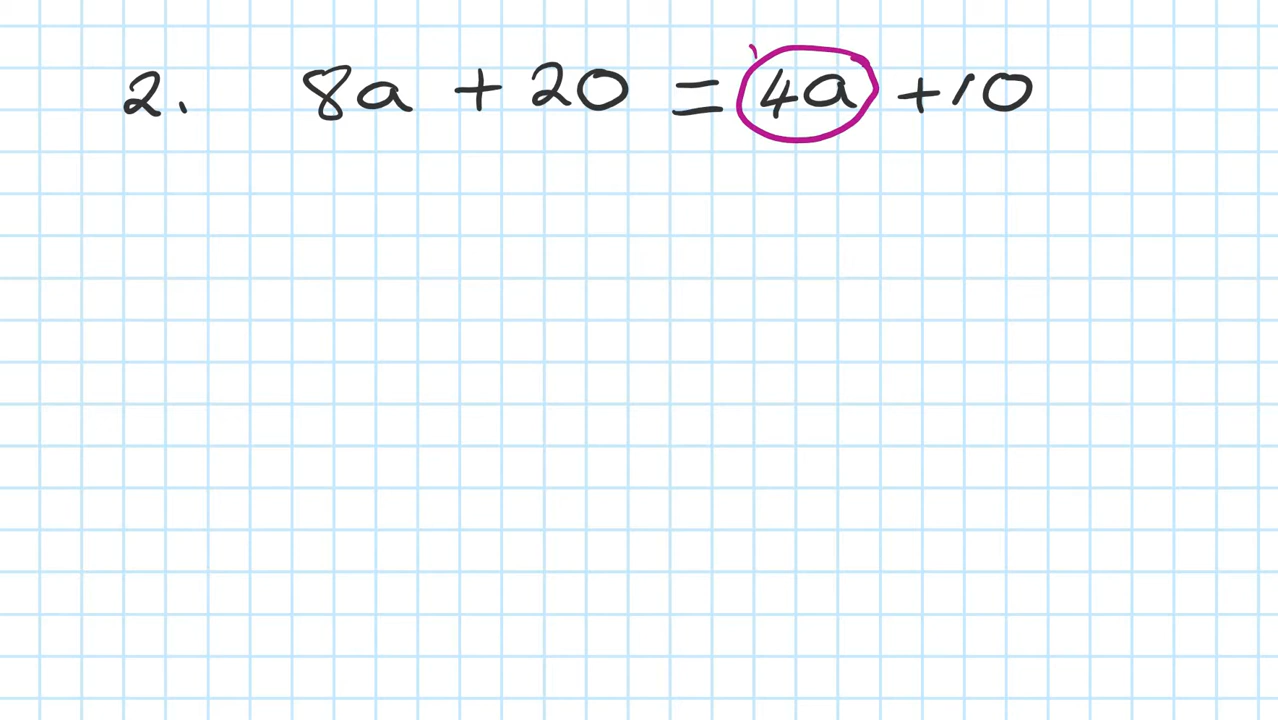 2. 8a + 20 = 4a + 10